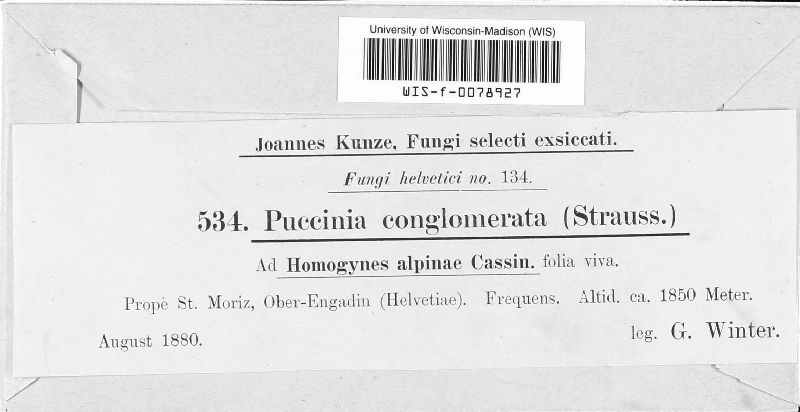 University of Wisconsin-Madison (WIS)
WIS-f-0078927
Joannes Kunze, Fungi selecti exsiccati.
Fungi helvetici no. 134.
534. Puccinia conglomerata (Strauss.)
Ad Homogynes alpinae Cassin. folia viva.
Propè St. Moriz, Ober-Engadin (Helvetiae). Frequens. Altid. ca. 1850 Meter.
August 1880. leg. G. Winter.